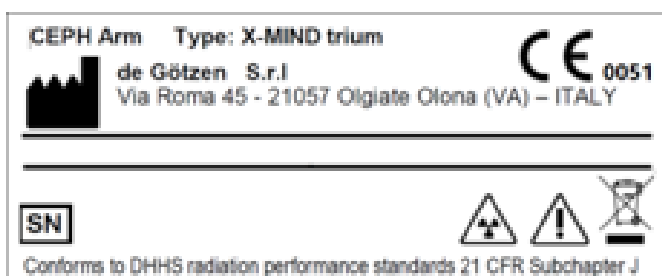 CEPH Arm Type: X-MIND trium
CE 0051
de Götzen S.r.l
Via Roma 45 - 21057 Olgiate Olona (VA) – ITALY
SN
Conforms to DHHS radiation performance standards 21 CFR Subchapter J